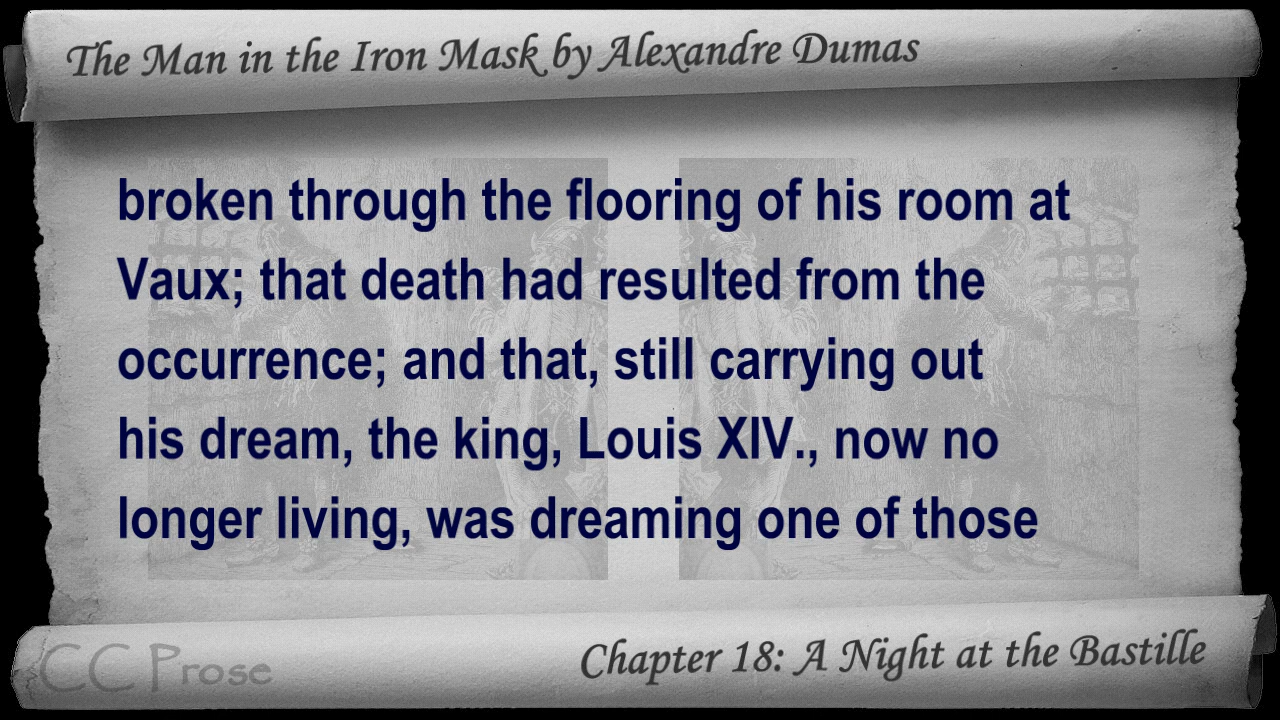 The Man in the Iron Mask by Alexandre Dumas
broken through the flooring of his room at
Vaux; that death had resulted from the
occurrence; and that, still carrying out
his dream, the king, Louis XIV., now no
longer living, was dreaming one of those
CC Prose
Chapter 18: A Night at the Bastille